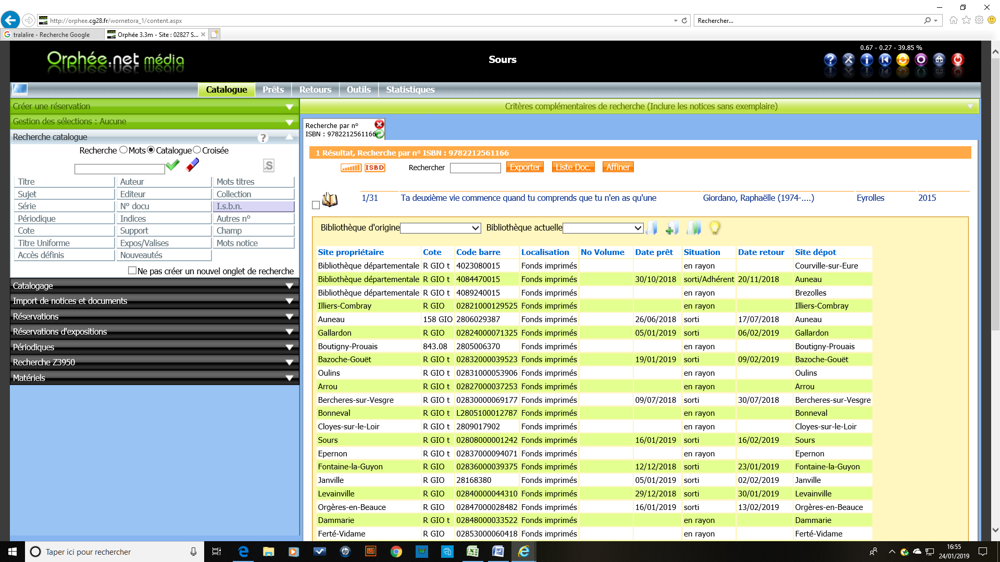 http://orphee.cg28.fr/wornetora_1/content.aspx
Rechercher...
tralalire - Recherche Google
Orphée 3.3m - Site : 02827 S...
Orphée.net média
Sours
0.67 - 0.27 - 39.85 %
Catalogue Prêts Retours Outils Statistiques
Créer une réservation
Critères complémentaires de recherche (Inclure les notices sans exemplaire)
Gestion des sélections : Aucune
Recherche catalogue ?
Recherche Mots Catalogue Croisée
.S
Titre Auteur Mots titres
Sujet Editeur Collection
Série N° docu I.s.b.n.
Périodique Indices Autres n°
Cote Support Champ
Titre Uniforme Expos/Valises Mots notice
Accès définis Nouveautés
Ne pas créer un nouvel onglet de recherche
Catalogage
Import de notices et documents
Réservations
Réservations d'expositions
Périodiques
Recherche Z3950
Matériels
Recherche par n°
ISBN : 9782212561166
1 Résultat, Recherche par n° ISBN : 9782212561166
ISBD Rechercher Exporter Liste Doc. Affiner
1/31 Ta deuxième vie commence quand tu comprends que tu n'en as qu'une Giordano, Raphaëlle (1974-....) Eyrolles 2015
Bibliothèque d'origine Bibliothèque actuelle
Site propriétaire Cote Code barre Localisation No Volume Date prêt Situation Date retour Site dépot
Bibliothèque départementale R GIO t 4023080015 Fonds imprimés en rayon Courville-sur-Eure
Bibliothèque départementale R GIO t 4084470015 Fonds imprimés 30/10/2018 sorti/Adhérent 20/11/2018 Auneau
Bibliothèque départementale R GIO t 4089240015 Fonds imprimés en rayon Brezolles
Illiers-Combray R GIO 02821000129525 Fonds imprimés en rayon Illiers-Combray
Auneau 158 GIO 2806029387 Fonds imprimés 26/06/2018 sorti 17/07/2018 Auneau
Gallardon R GIO 02824000071325 Fonds imprimés 05/01/2019 sorti 06/02/2019 Gallardon
Boutigny-Prouais 843.08 2805006370 Fonds imprimés en rayon Boutigny-Prouais
Bazoche-Gouët R GIO t 02832000039523 Fonds imprimés 19/01/2019 sorti 09/02/2019 Bazoche-Gouët
Oulins R GIO t 02831000053906 Fonds imprimés en rayon Oulins
Arrou R GIO t 02827000037253 Fonds imprimés en rayon Arrou
Bercheres-sur-Vesgre R GIO t 02830000069177 Fonds imprimés 09/07/2018 sorti 30/07/2018 Bercheres-sur-Vesgre
Bonneval R GIO t L2805100012787 Fonds imprimés en rayon Bonneval
Cloyes-sur-le-Loir R GIO t 2809017902 Fonds imprimés en rayon Cloyes-sur-le-Loir
Sours R GIO t 02808000001242 Fonds imprimés 16/01/2019 sorti 16/02/2019 Sours
Epernon R GIO t 02837000094071 Fonds imprimés en rayon Epernon
Fontaine-la-Guyon R GIO 02836000039375 Fonds imprimés 12/12/2018 sorti 23/01/2019 Fontaine-la-Guyon
Janville R GIO 28168380 Fonds imprimés 05/01/2019 sorti 02/02/2019 Janville
Levainville R GIO 02840000044310 Fonds imprimés 29/12/2018 sorti 30/01/2019 Levainville
Orgères-en-Beauce R GIO 02847000028482 Fonds imprimés 16/01/2019 sorti 13/02/2019 Orgères-en-Beauce
Dammarie R GIO t 02848000033522 Fonds imprimés en rayon Dammarie
Ferté-Vidame R GIO 02853000060418 Fonds imprimés en rayon Ferté-Vidame
Taper ici pour rechercher
16:55
24/01/2019